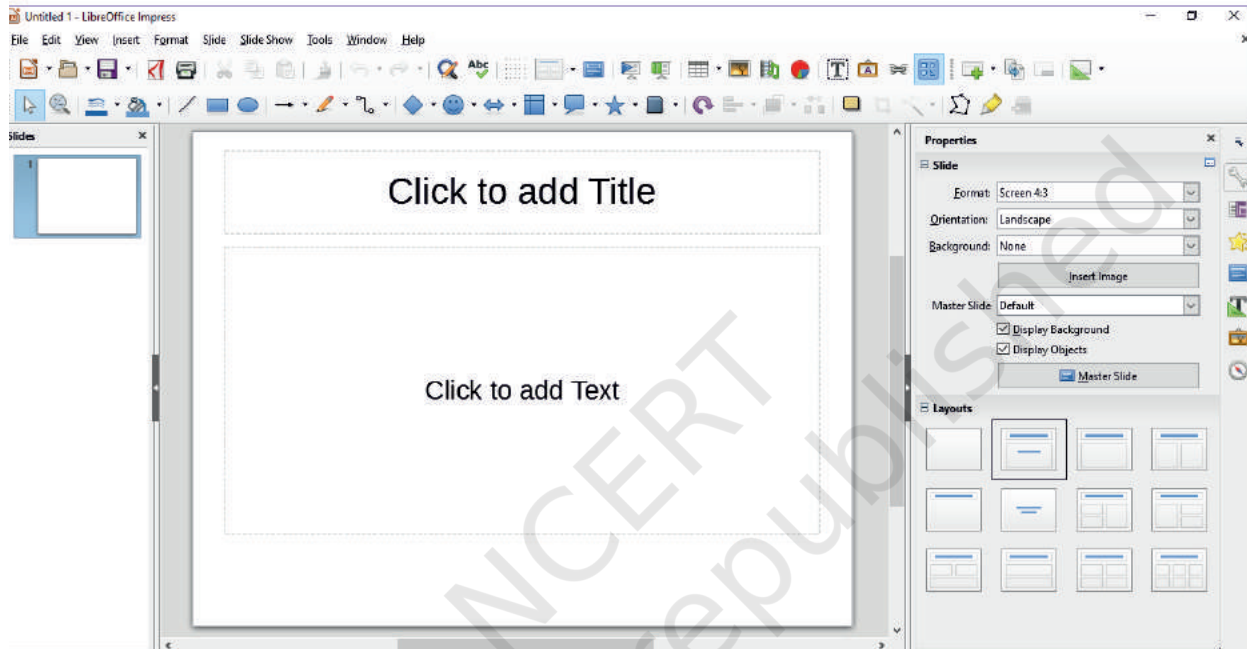 Untitled 1 - LibreOffice Impress
File Edit View Insert Format Slide Slide Show Tools Window Help
Abc
Slides
1
Click to add Title
Click to add Text
Properties
Slide
Format: Screen 4:3
Orientation: Landscape
Background: None
Insert Image
Master Slide Default
Display Background
Display Objects
Master Slide
Layouts
NCERT
republished